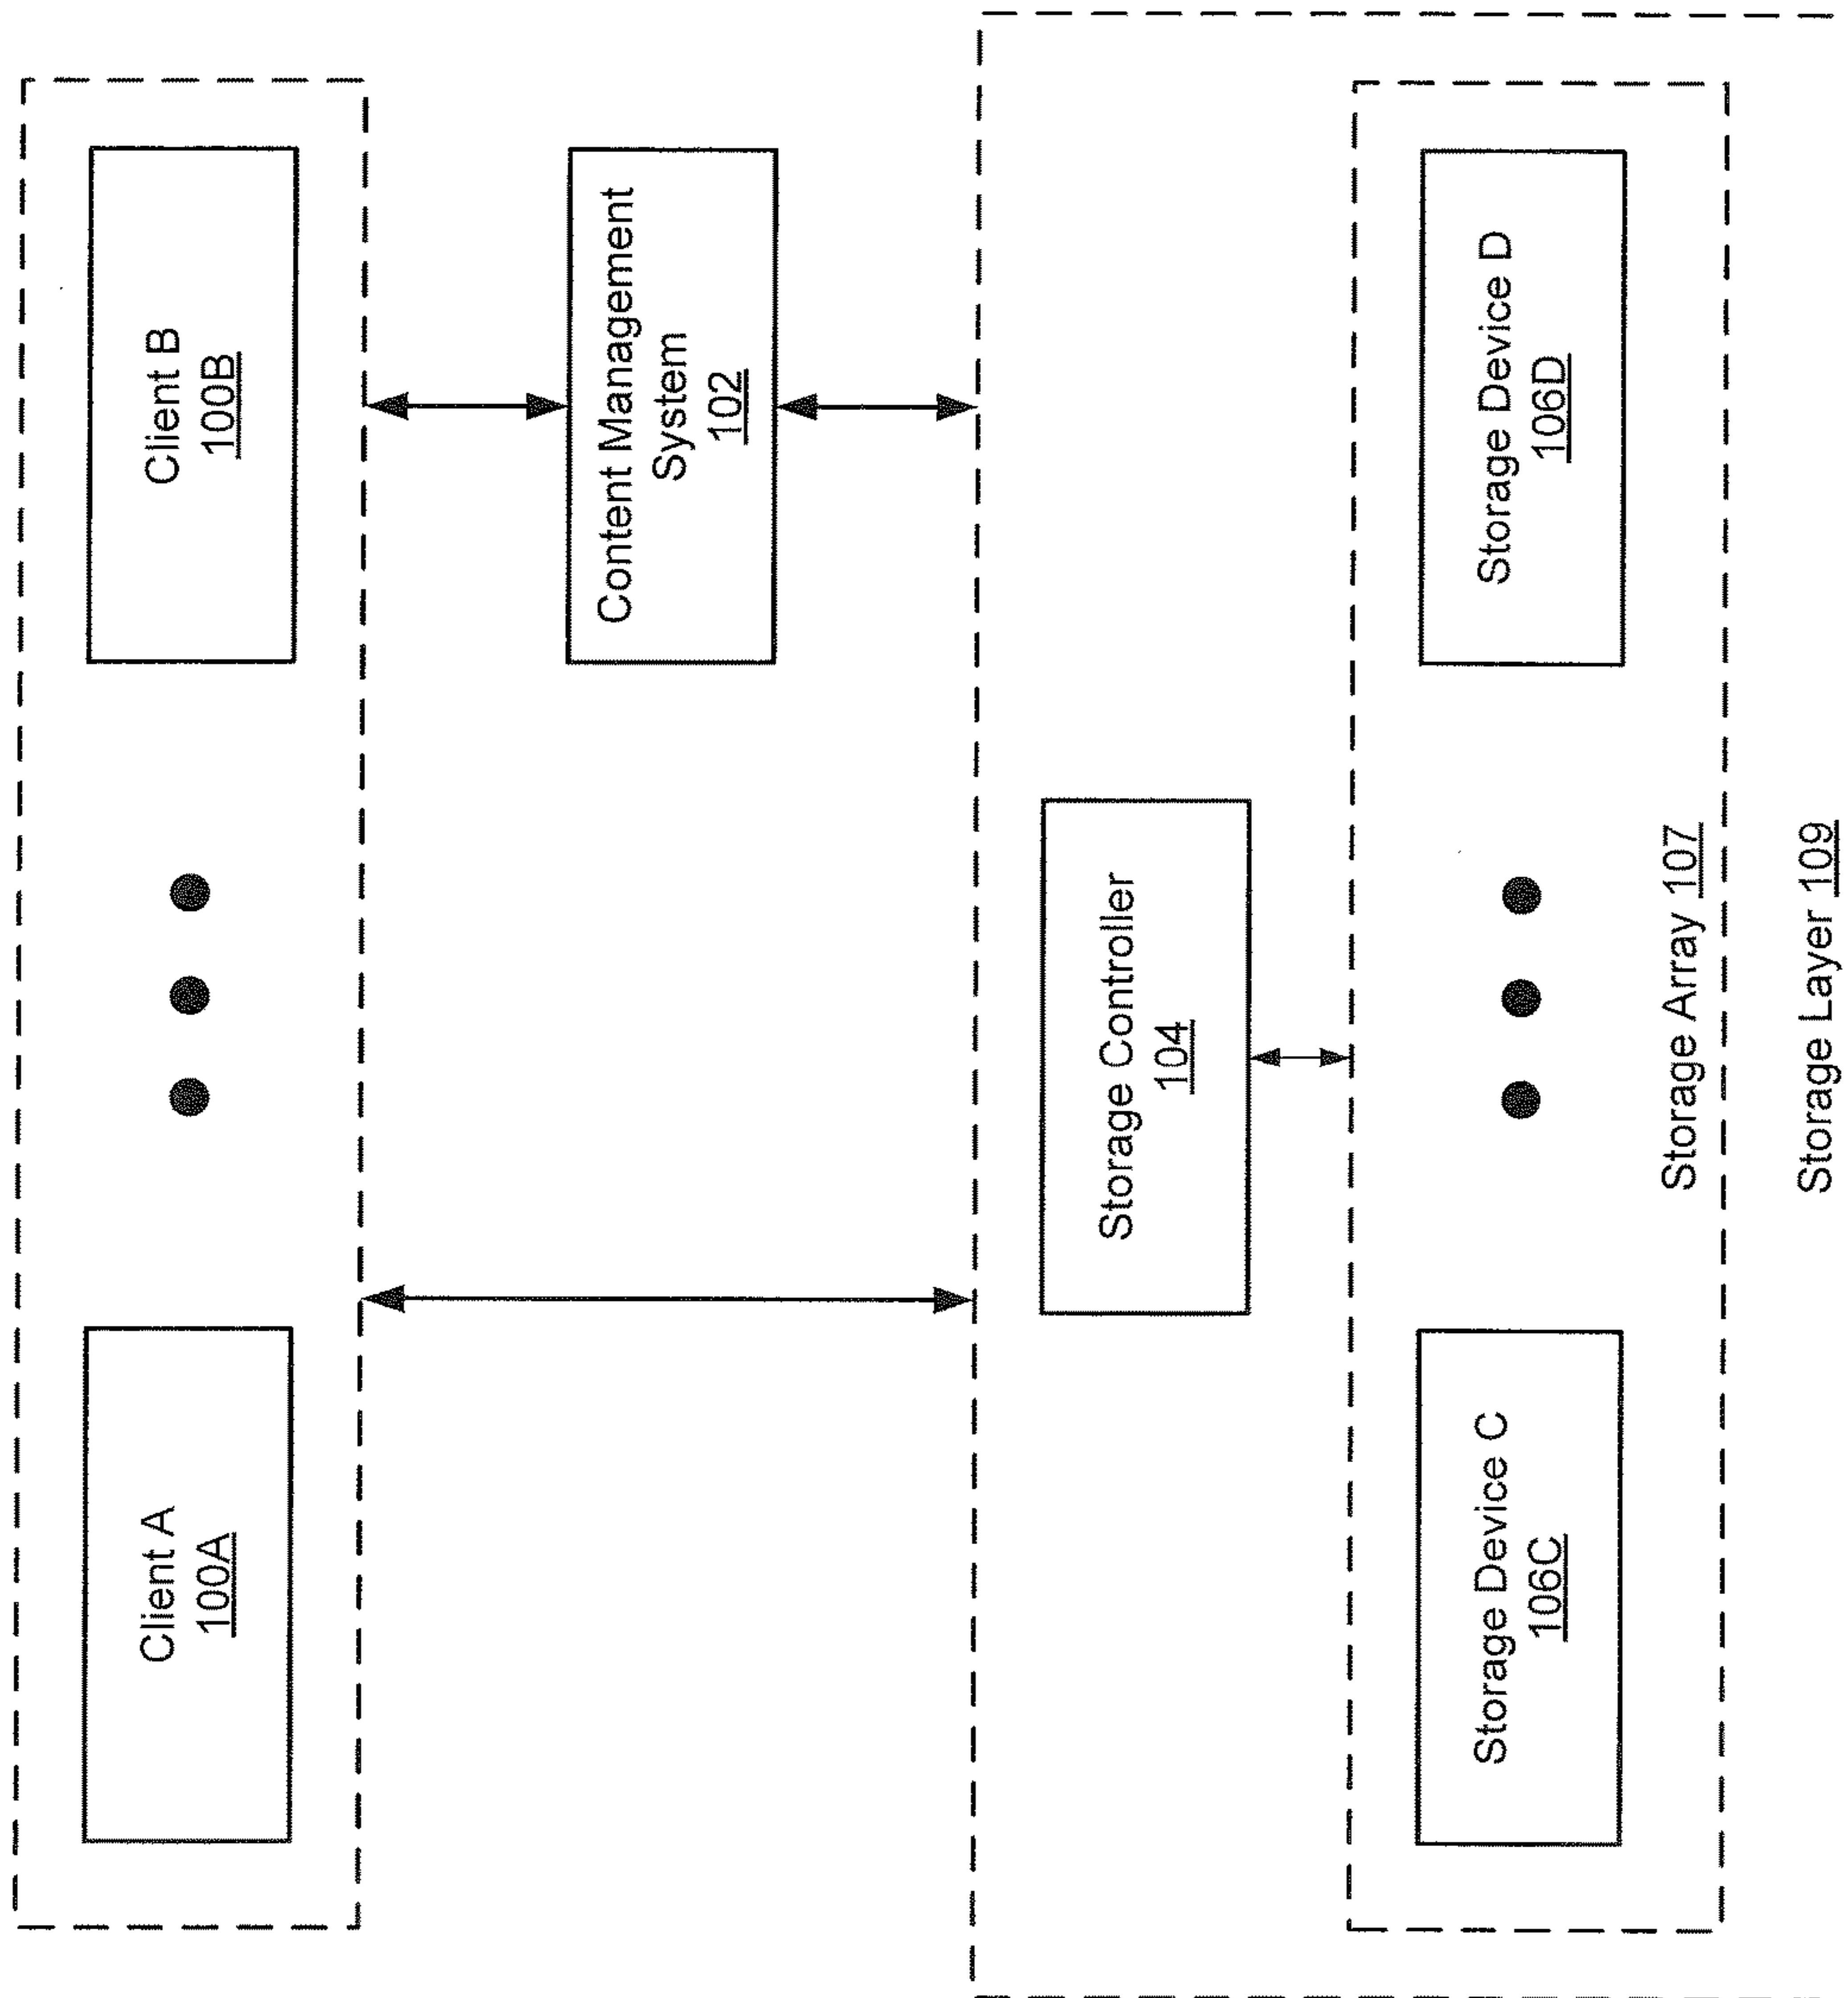 Client A
100A
Client B
100B
Content Management
System
102
Storage Controller
104
Storage Device C
106C
Storage Device D
106D
Storage Array 107
Storage Layer 109